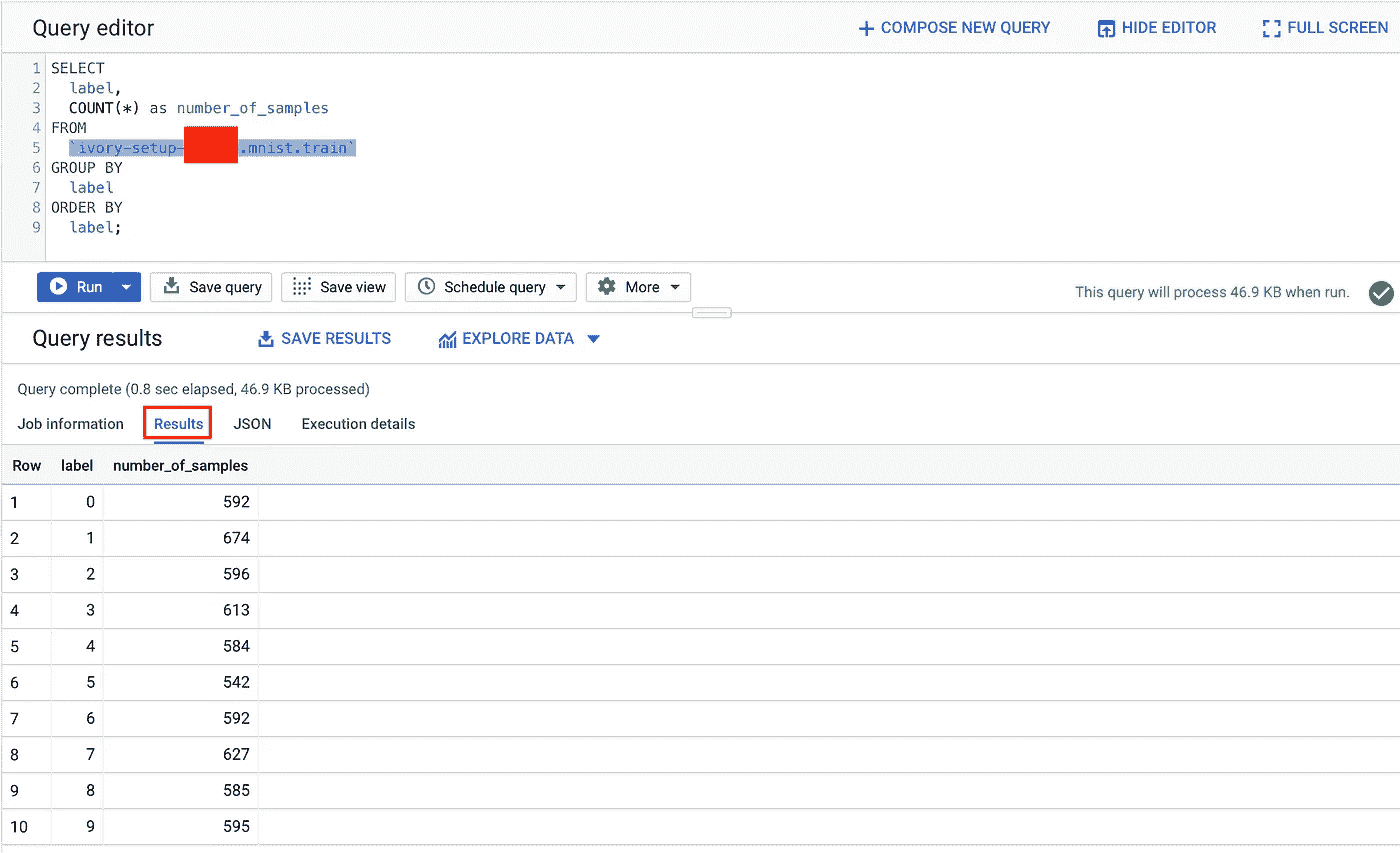 Query editor COMPOSE NEW QUERY HIDE EDITOR FULL SCREEN
1 SELECT
2 label,
3 COUNT(*) as number_of_samples
4 FROM
5 `ivory-setup- .mnist.train`
6 GROUP BY
7 label
8 ORDER BY
9 label;
Run Save query Save view Schedule query More This query will process 46.9 KB when run.
Query results SAVE RESULTS EXPLORE DATA
Query complete (0.8 sec elapsed, 46.9 KB processed)
Job information Results JSON Execution details
Row label number_of_samples
1 0 592
2 1 674
3 2 596
4 3 613
5 4 584
6 5 542
7 6 592
8 7 627
9 8 585
10 9 595